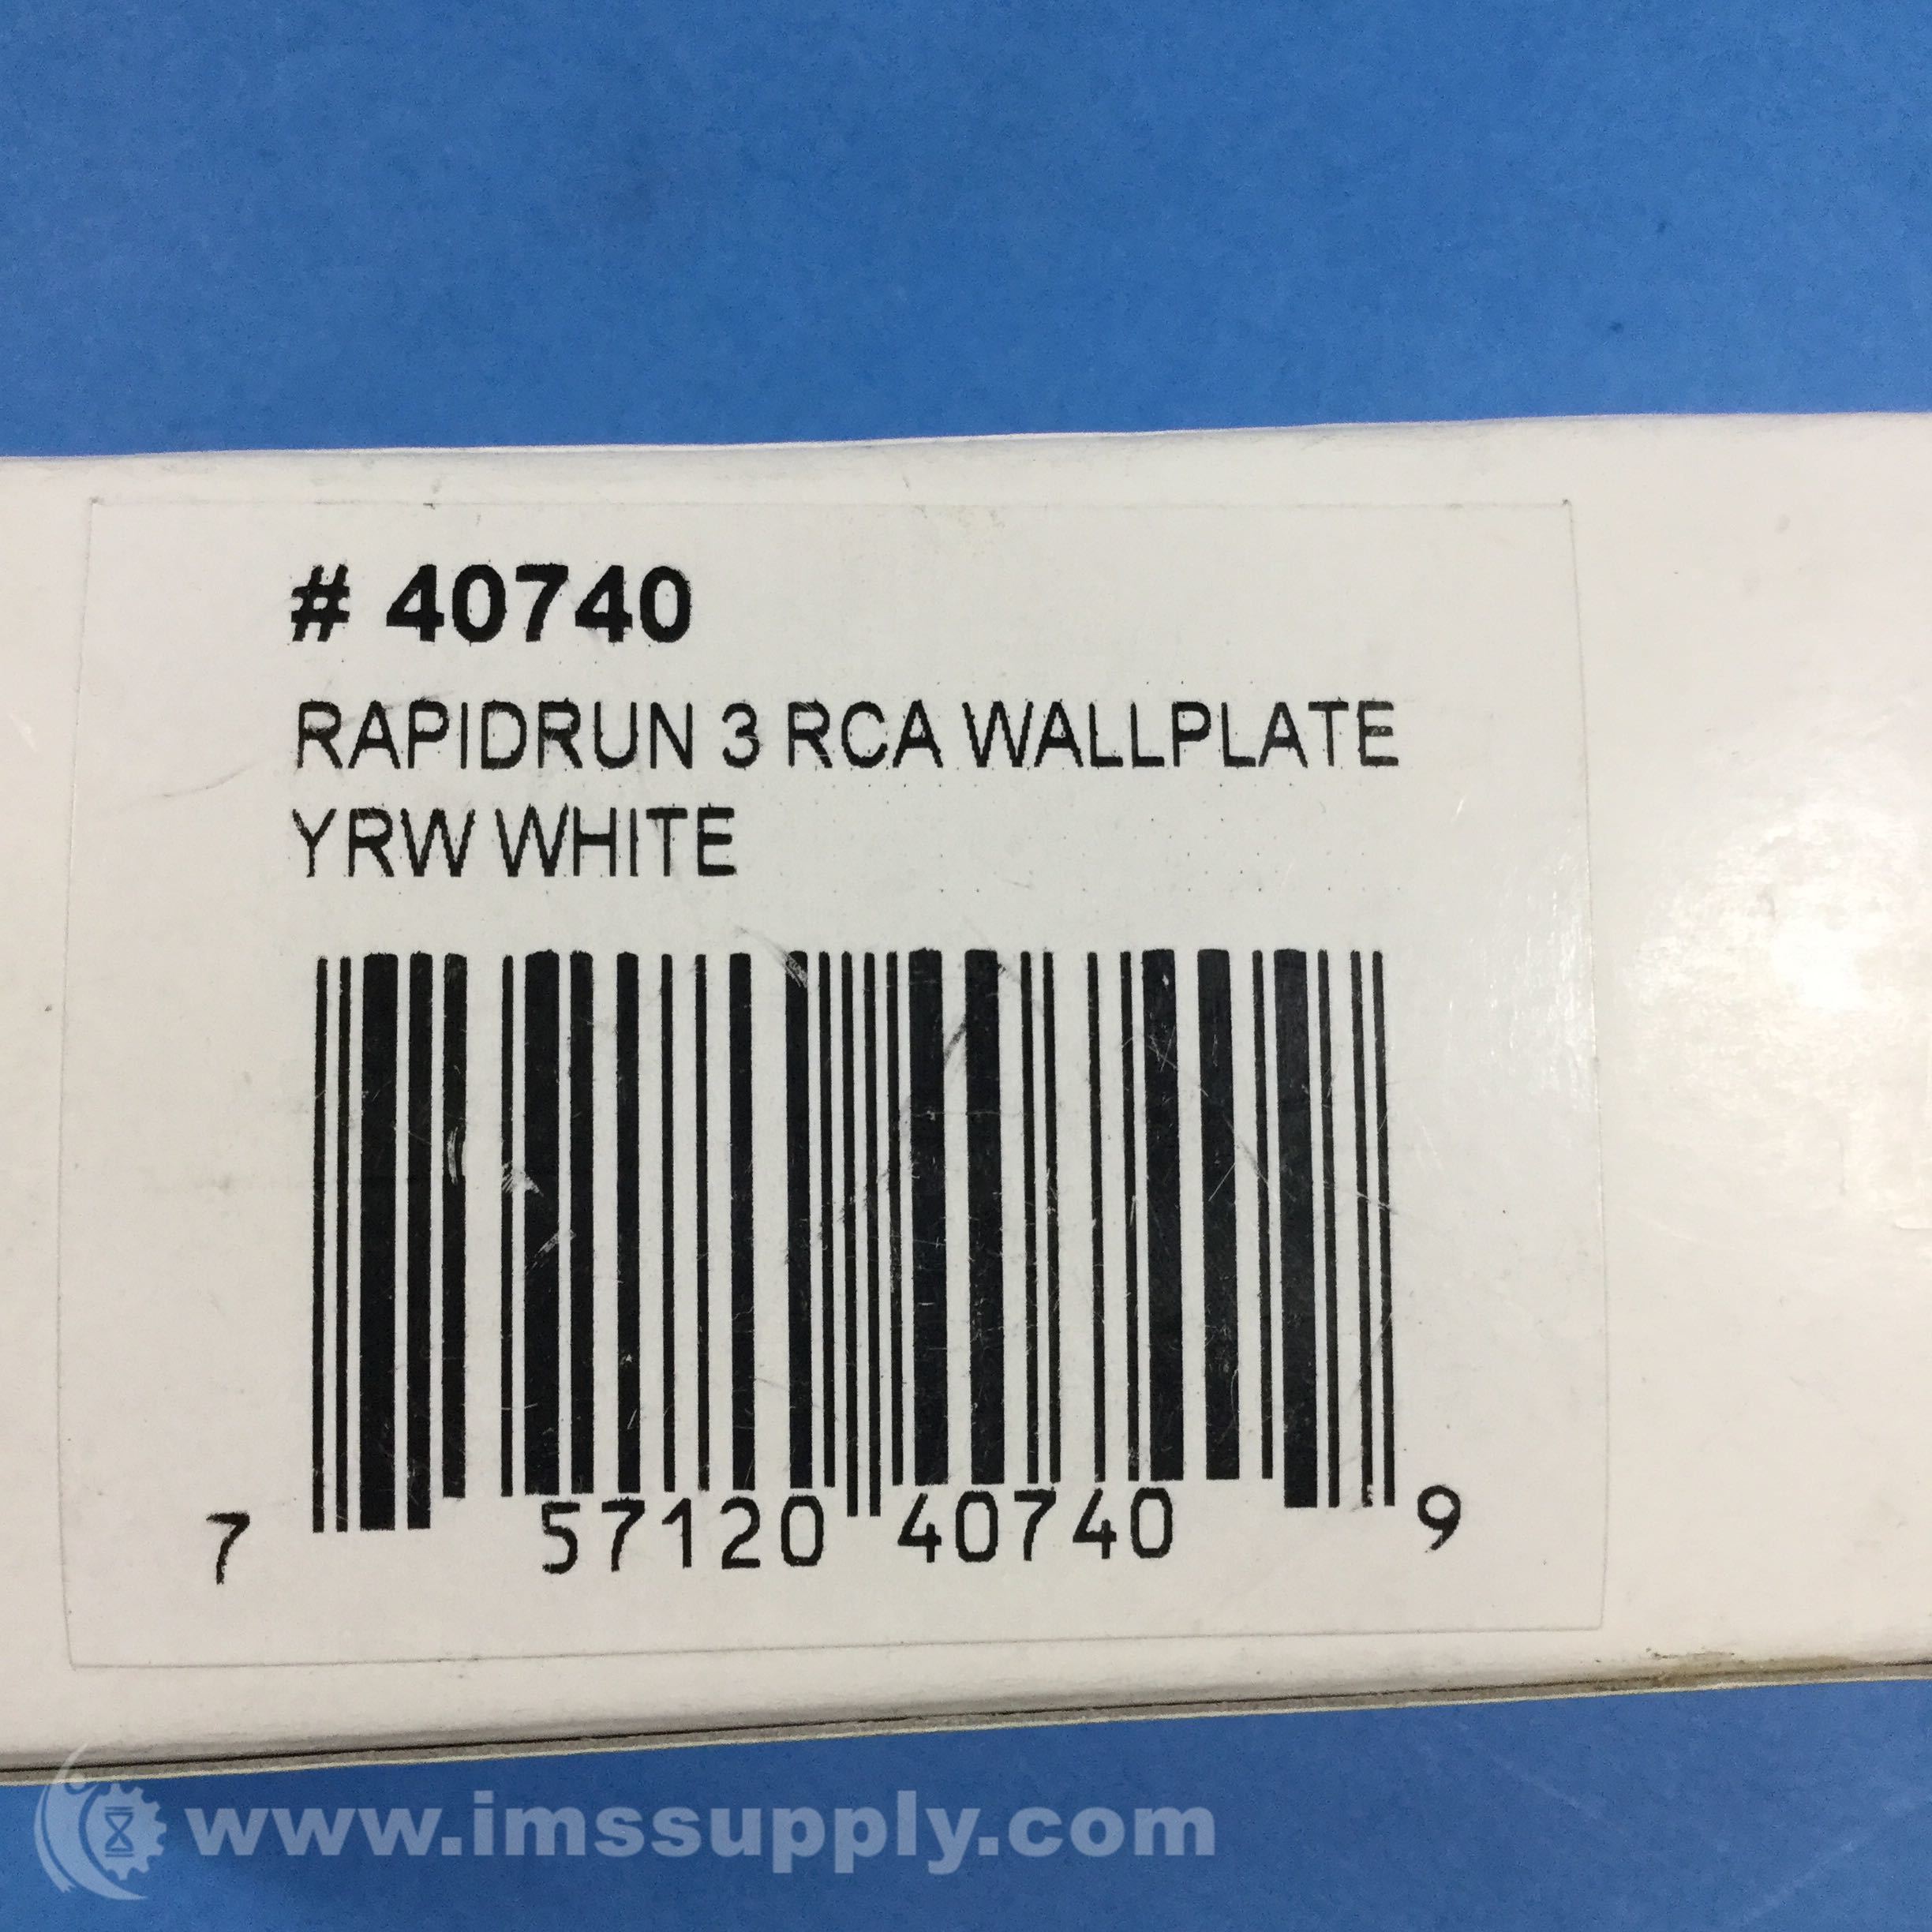 # 40740
RAPIDRUN 3 RCA WALLPLATE
YRW WHITE
7 57120 40740 9
www.imssupply.com